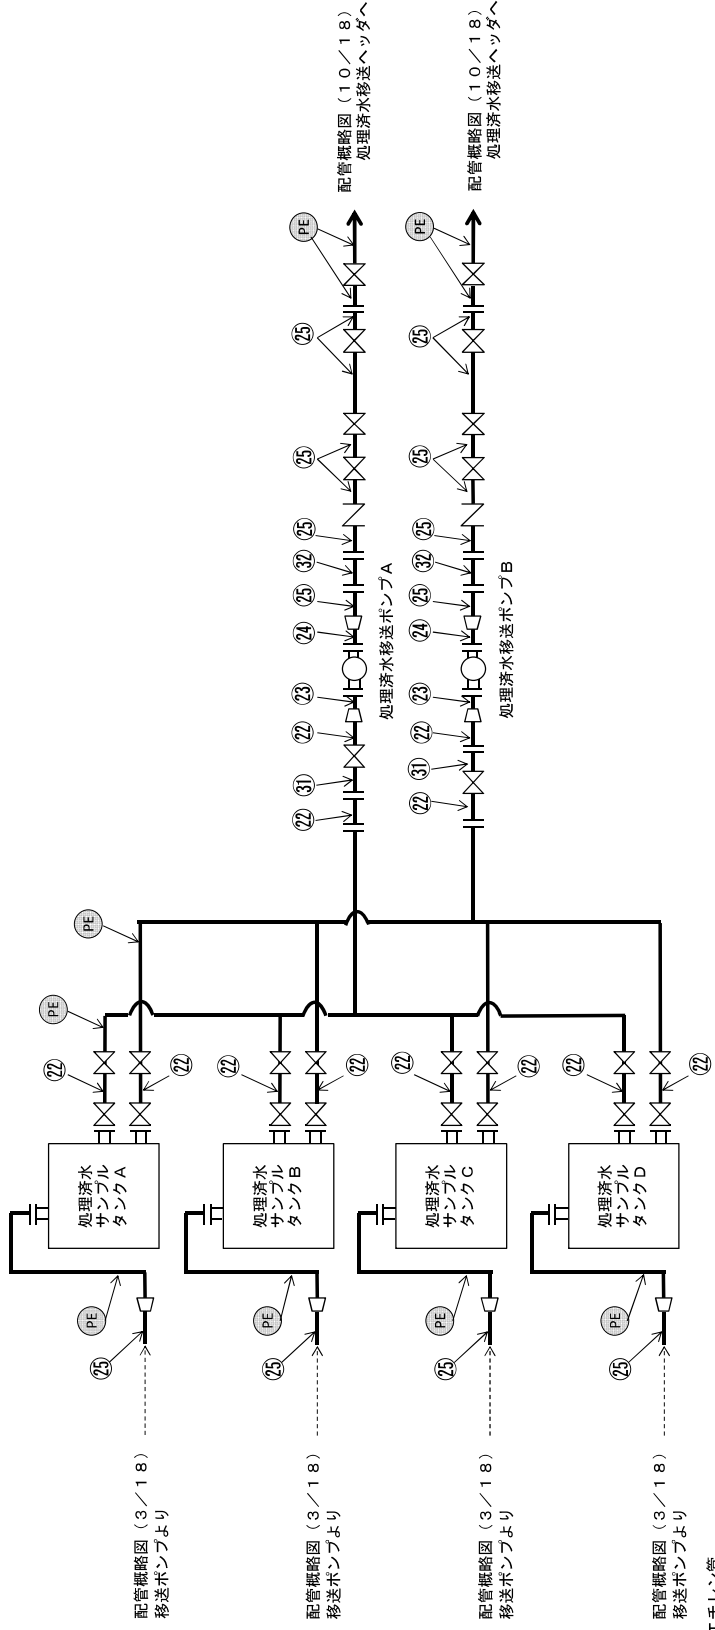 配管概略図（３／１８）
移送ポンプより
配管概略図（３／１８）
移送ポンプより
配管概略図（３／１８）
移送ポンプより
配管概略図（３／１８）
移送ポンプより
㉕
PE
㉕
PE
㉕
PE
㉕
PE
処理済水
サンプル
タンクＡ
処理済水
サンプル
タンクＢ
処理済水
サンプル
タンクＣ
処理済水
サンプル
タンクＤ
㉒
㉒
㉒
㉒
㉒
㉒
㉒
㉒
PE
PE
㉒
㉛
㉒
㉓
処理済水移送ポンプＡ
㉔
㉕
㉜
㉕
㉕
㉕
PE
配管概略図（１０／１８）
処理済水移送ヘッダへ
㉒
㉛
㉒
㉓
処理済水移送ポンプＢ
㉔
㉕
㉜
㉕
㉕
㉕
PE
配管概略図（１０／１８）
処理済水移送ヘッダへ